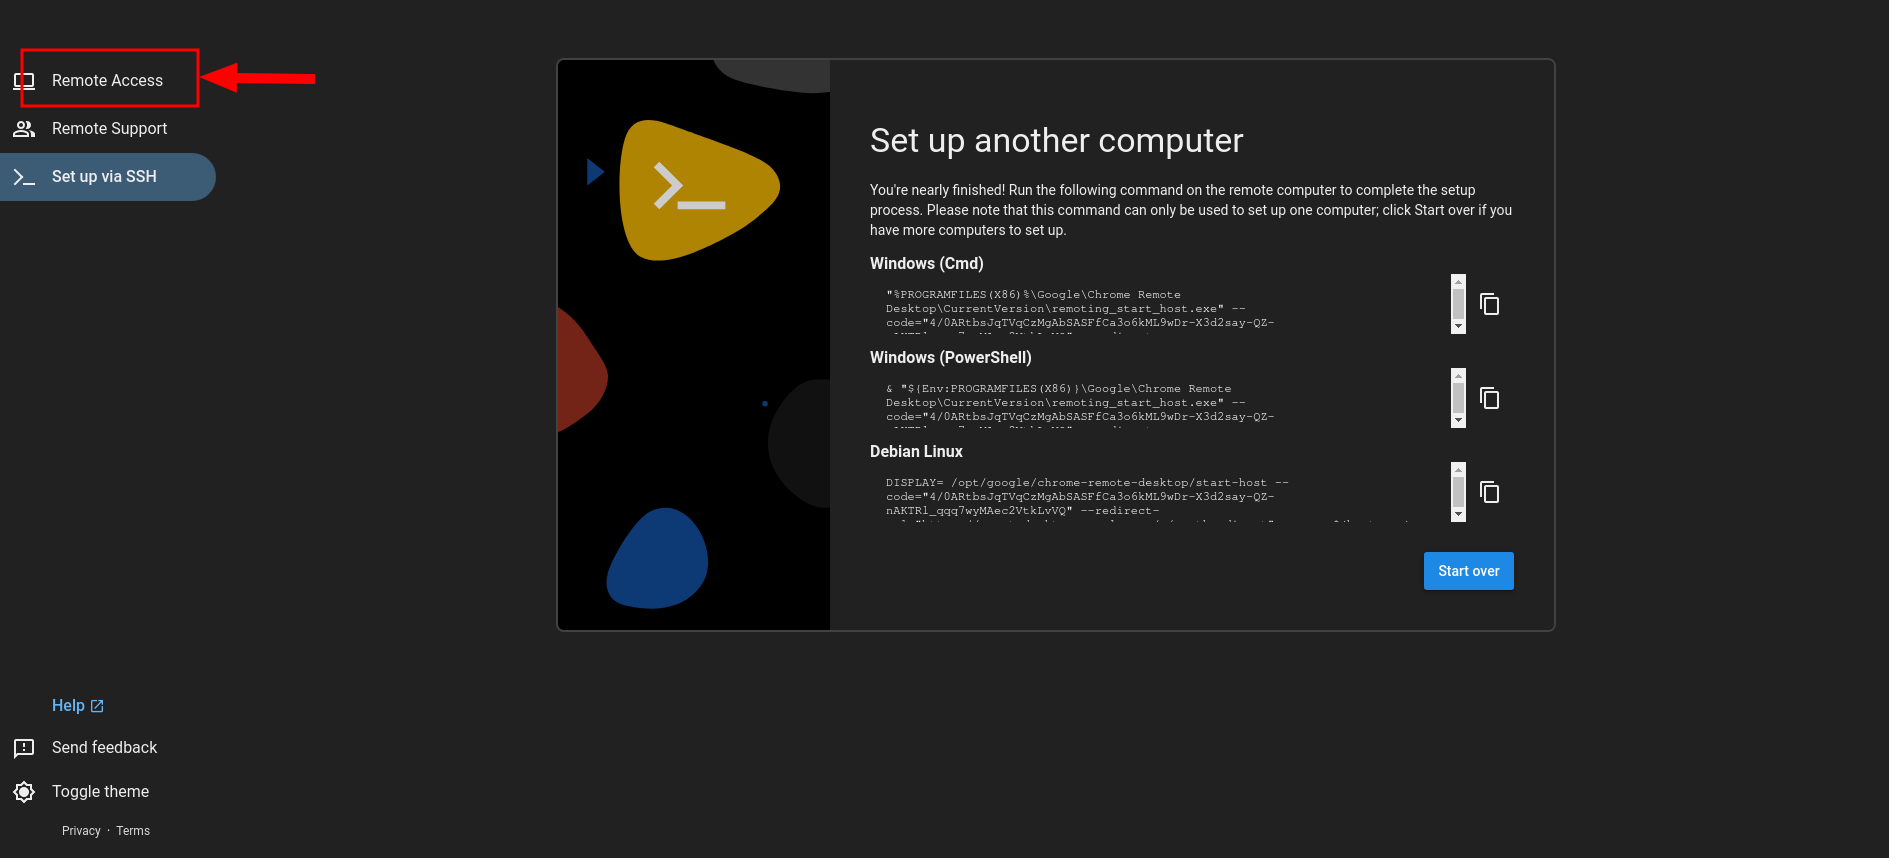 Remote Access
Remote Support
Set up via SSH
Set up another computer
You're nearly finished! Run the following command on the remote computer to complete the setup
process. Please note that this command can only be used to set up one computer; click Start over if you
have more computers to set up.
Windows (Cmd)
"%PROGRAMFILES(X86)%\Google\Chrome Remote
Desktop\CurrentVersion\remoting_start_host.exe" --
code="4/0ARtbsJqTVqCzMgAbSASFfCa3o6kML9wDr-X3d2say-QZ-
Windows (PowerShell)
& "${Env:PROGRAMFILES(X86)}\Google\Chrome Remote
Desktop\CurrentVersion\remoting_start_host.exe" --
code="4/0ARtbsJqTVqCzMgAbSASFfCa3o6kML9wDr-X3d2say-QZ-
Debian Linux
DISPLAY= /opt/google/chrome-remote-desktop/start-host --
code="4/0ARtbsJqTVqCzMgAbSASFfCa3o6kML9wDr-X3d2say-QZ-
nAKTRl_qqq7wyMAec2VtkLvVQ" --redirect-
Start over
Help
Send feedback
Toggle theme
Privacy · Terms